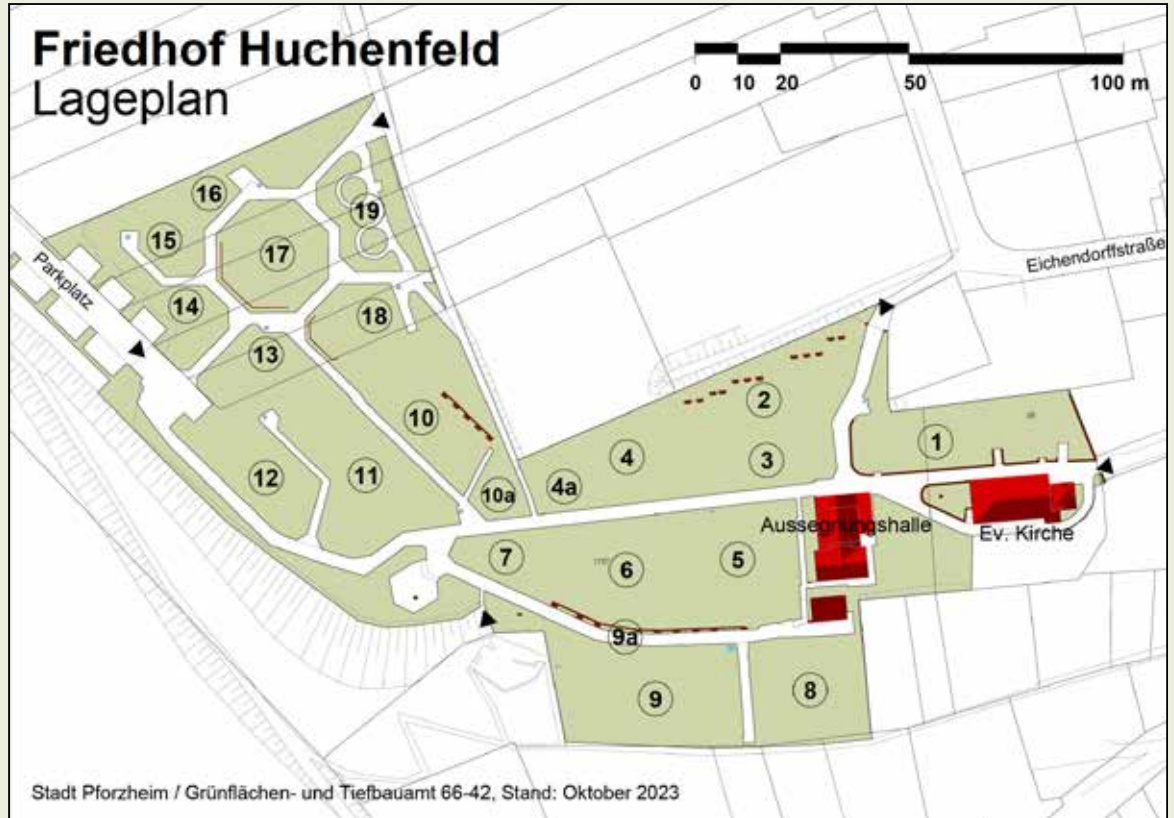 Friedhof Huchenfeld
Lageplan
0 10 20 50 100 m
16
19
15
17
Eichendorffstraße
Parkplatz
14
18
13
2
10
1
4
3
12
11
4a
10a
Aussegnungshalle
Ev. Kirche
7
6
5
9a
9
8
Stadt Pforzheim / Grünflächen- und Tiefbauamt 66-42, Stand: Oktober 2023